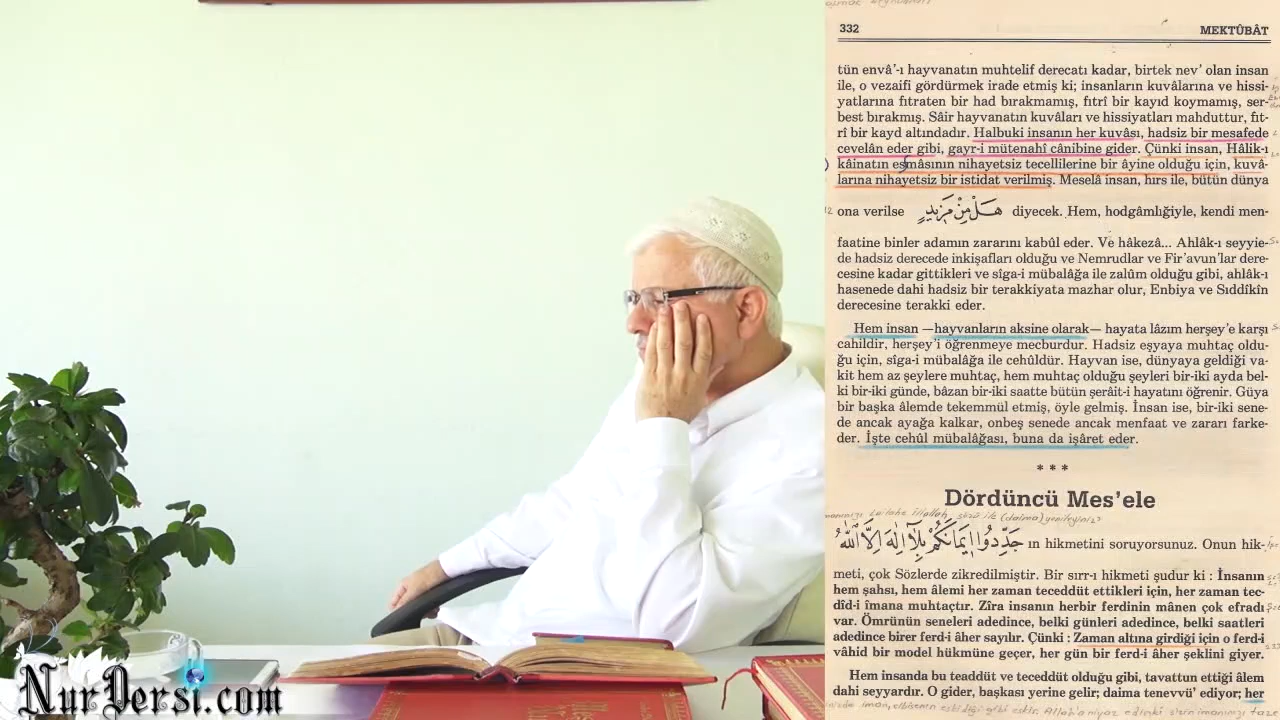 332 MEKTÛBÂT
tün envâ'-ı hayvanatın muhtelif derecatı kadar, birtek nev' olan insan
ile, o vezaifi gördürmek irade etmiş ki; insanların kuvâlarına ve hissi-
yatlarına fıtraten bir had bırakmamış, fıtrî bir kayıd koymamış, ser-
best bırakmış. Sâir hayvanatın kuvâları ve hissiyatları mahduttur, fıt-
rî bir kayd altındadır. Halbuki insanın her kuvâsı, hadsiz bir mesafede
cevelân eder gibi, gayr-i mütenahî cânibine gider. Çünki insan, Hâlik-ı
kâinatın esmâsının nihayetsiz tecellilerine bir âyine olduğu için, kuvâ-
larına nihayetsiz bir istidat verilmiş. Meselâ insan, hırs ile, bütün dünya
ona verilse هَلْ مِنْ مَزِيدٍ diyecek. Hem, hodgâmlığiyle, kendi men-
faatine binler adamın zararını kabûl eder. Ve hâkezâ... Ahlâk-ı seyyie-
de hadsiz derecede inkişafları olduğu ve Nemrudlar ve Fir'avun'lar dere-
cesine kadar gittikleri ve sîga-i mübalâğa ile zalûm olduğu gibi, ahlâk-ı
hasenede dahi hadsiz bir terakkiyata mazhar olur, Enbiya ve Sıddîkîn
derecesine terakki eder.
Hem insan —hayvanların aksine olarak— hayata lâzım herşey'e karşı
cahildir, herşey'i öğrenmeye mecburdur. Hadsiz eşyaya muhtaç oldu-
ğu için, sîga-i mübalâğa ile cehûldür. Hayvan ise, dünyaya geldiği va-
kit hem az şeylere muhtaç, hem muhtaç olduğu şeyleri bir-iki ayda bel-
ki bir-iki günde, bâzan bir-iki saatte bütün şerâit-i hayatını öğrenir. Güya
bir başka âlemde tekemmül etmiş, öyle gelmiş. İnsan ise, bir-iki sene-
de ancak ayağa kalkar, onbeş senede ancak menfaat ve zararı farke-
der. İşte cehûl mübalâğası, buna da işâret eder.
* * *
Dördüncü Mes'ele
جَدِّدُوا اِيمَانَكُمْ بِلَآ اِلٰهَ اِلَّا اللّٰهُ ın hikmetini soruyorsunuz. Onun hik-
meti, çok Sözlerde zikredilmiştir. Bir sırr-ı hikmeti şudur ki : İnsanın
hem şahsı, hem âlemi her zaman teceddüt ettikleri için, her zaman tec-
dîd-i îmana muhtaçtır. Zîra insanın herbir ferdinin mânen çok efradı
var. Ömrünün seneleri adedince, belki günleri adedince, belki saatleri
adedince birer ferd-i âher sayılır. Çünki : Zaman altına girdiği için o ferd-i
vâhid bir model hükmüne geçer, her gün bir ferd-i âher şeklini giyer.
Hem insanda bu teaddüt ve teceddüt olduğu gibi, tavattun ettiği âlem
dahi seyyardır. O gider, başkası yerine gelir; daima tenevvü' ediyor; her
NurDersi.com